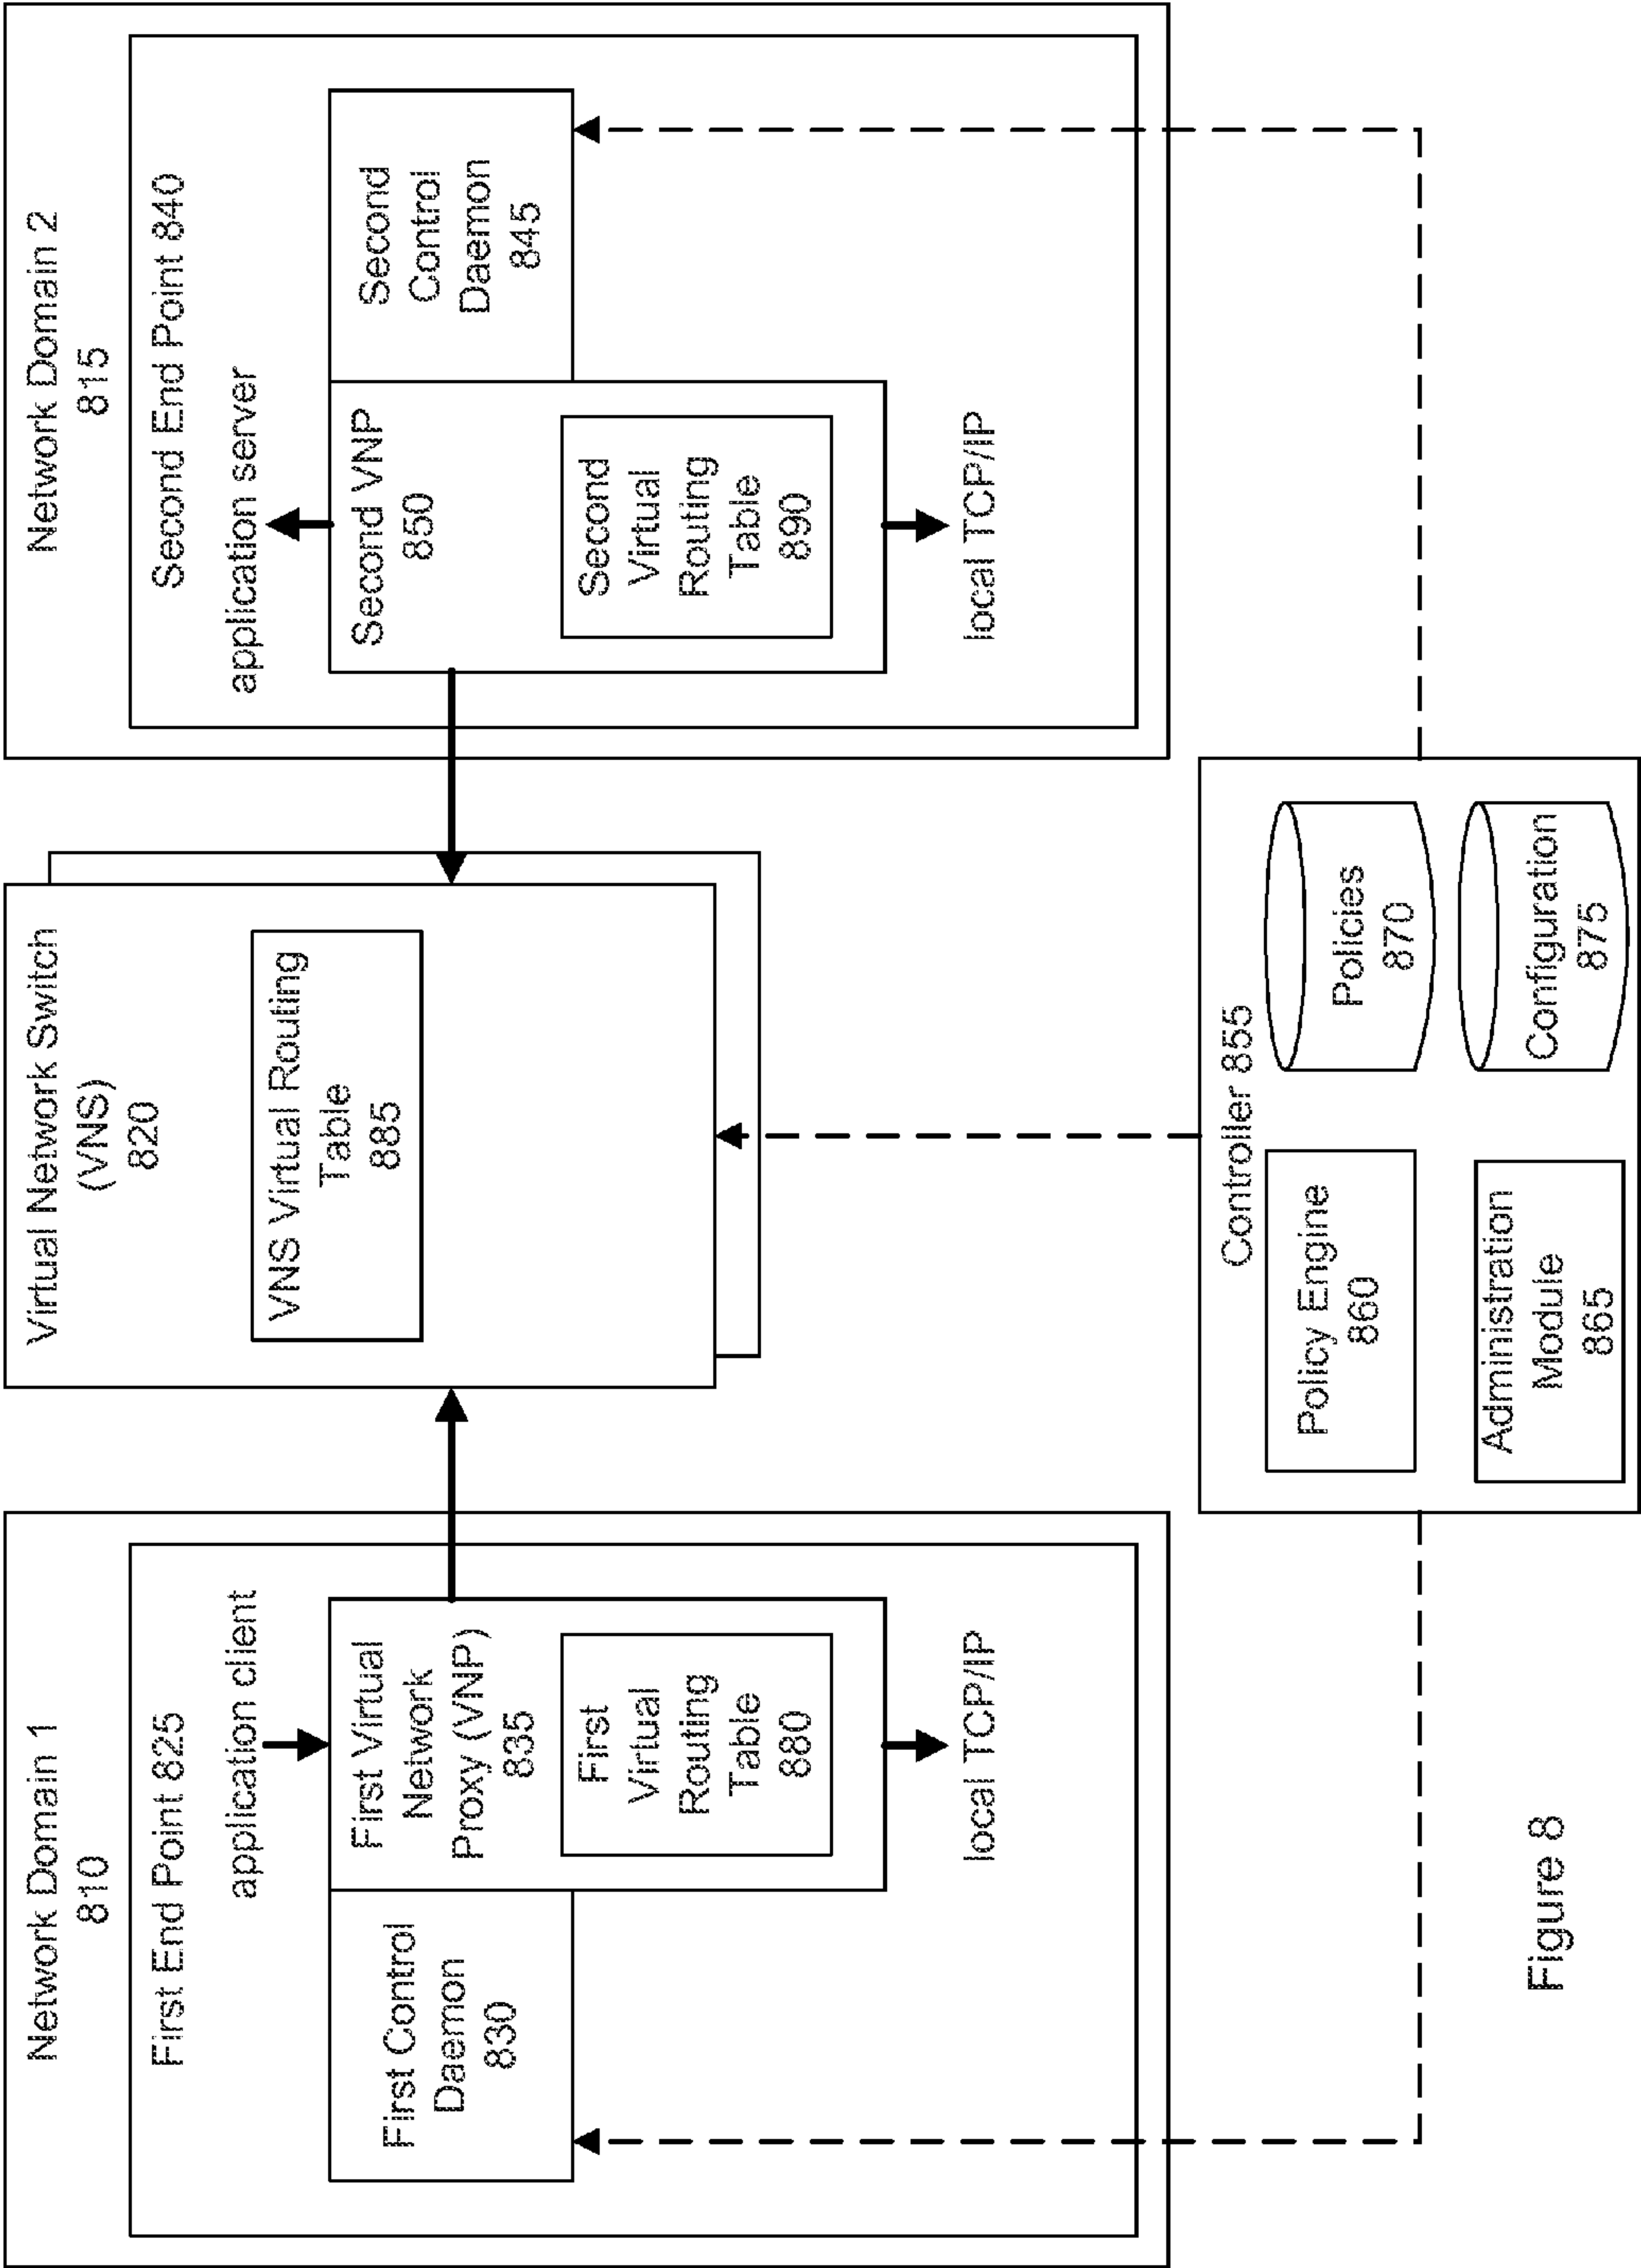 Network Domain 1
810
First End Point 825
application client
First Control
Daemon
830
First Virtual
Network
Proxy (VNP)
835
First
Virtual
Routing
Table
880
local TCP/IP
Virtual Network Switch
(VNS)
820
VNS Virtual Routing
Table
885
Network Domain 2
815
Second End Point 840
application server
Second VNP
850
Second
Virtual
Routing
Table
890
Second
Control
Daemon
845
local TCP/IP
Controller 855
Policy Engine
860
Policies
870
Administration
Module
865
Configuration
875
Figure 8